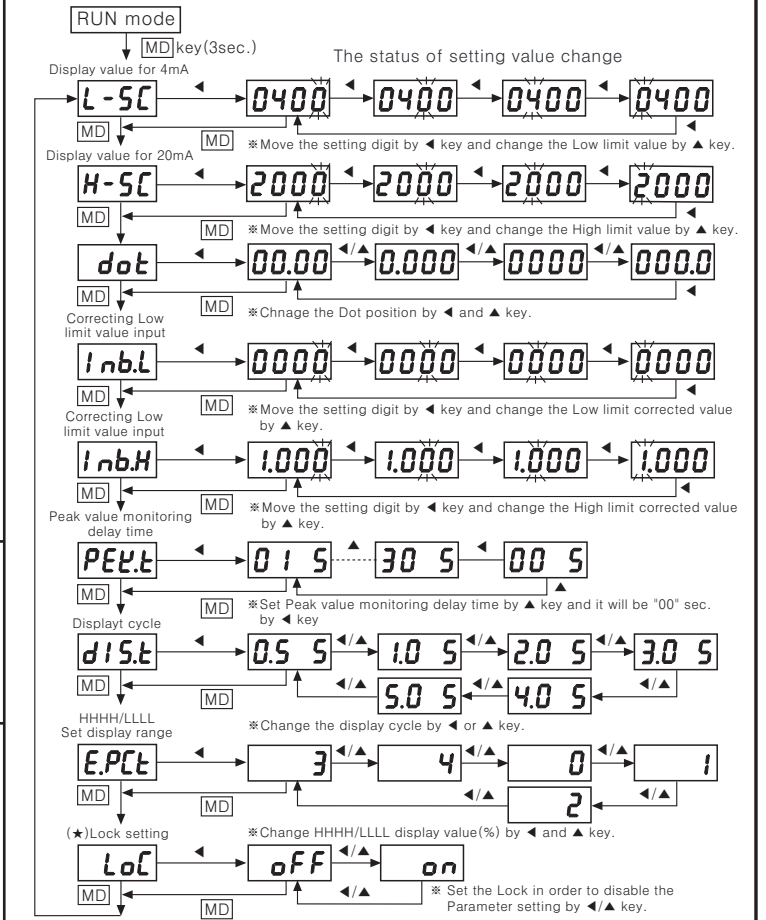 RUN mode
MD key(3sec.)
The status of setting value change
Display value for 4mA
L-SC ◀ 0400 ◀ 0400 ◀ 0400 ◀ 0400
MD MD ◀
※Move the setting digit by ◀ key and change the Low limit value by ▲ key.
Display value for 20mA
H-SC ◀ 2000 ◀ 2000 ◀ 2000 ◀ 2000
MD MD ◀
※Move the setting digit by ◀ key and change the High limit value by ▲ key.
dot ◀ 00.00 ◀/▲ 0.000 ◀/▲ 0000 ◀/▲ 000.0
MD MD ◀
※Chnage the Dot position by ◀ and ▲ key.
Correcting Low
limit value input
Inb.L ◀ 0000 ◀ 0000 ◀ 0000 ◀ 0000
MD MD ◀
※Move the setting digit by ◀ key and change the Low limit corrected value
by ▲ key.
Correcting Low
limit value input
Inb.H ◀ 1.000 ◀ 1.000 ◀ 1.000 ◀ 1.000
MD MD ◀
※Move the setting digit by ◀ key and change the High limit corrected value
by ▲ key.
Peak value monitoring
delay time
PEK.t ◀ 01 S ▲ 30 S ◀ 00 S
MD MD ▲
※Set Peak value monitoring delay time by ▲ key and it will be "00" sec.
by ◀ key
Displayt cycle
dIS.t ◀ 0.5 S ◀/▲ 1.0 S ◀/▲ 2.0 S ◀/▲ 3.0 S
MD MD ◀/▲ 5.0 S ◀/▲ 4.0 S ◀/▲
※Change the display cycle by ◀ or ▲ key.
HHHH/LLLL
Set display range
E.PCt ◀ 3 ◀/▲ 4 ◀/▲ 0 ◀/▲ 1
MD MD ◀/▲ 2 ◀/▲
※Change HHHH/LLLL display value(%) by ◀ and ▲ key.
(★)Lock setting
LoC ◀ oFF ◀/▲ on
MD MD ◀/▲
※ Set the Lock in order to disable the
Parameter setting by ◀/▲ key.